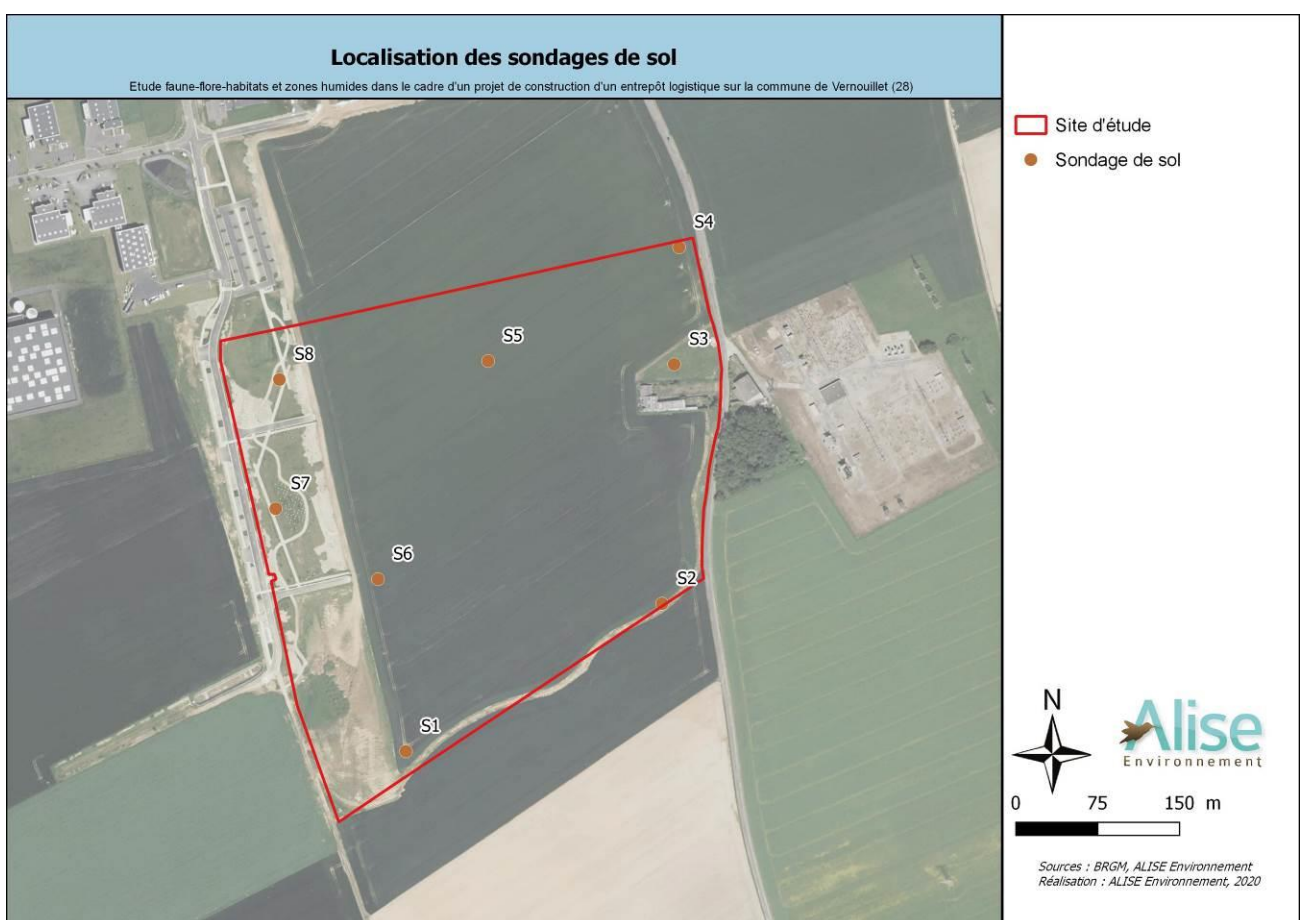 Localisation des sondages de sol
Etude faune-flore-habitats et zones humides dans le cadre d'un projet de construction d'un entrepôt logistique sur la commune de Vernouillet (28)
Site d'étude
Sondage de sol
S4
S3
S5
S8
S7
S6
S2
S1
N
Alise
Environnement
0 75 150 m
Sources : BRGM, ALISE Environnement
Réalisation : ALISE Environnement, 2020